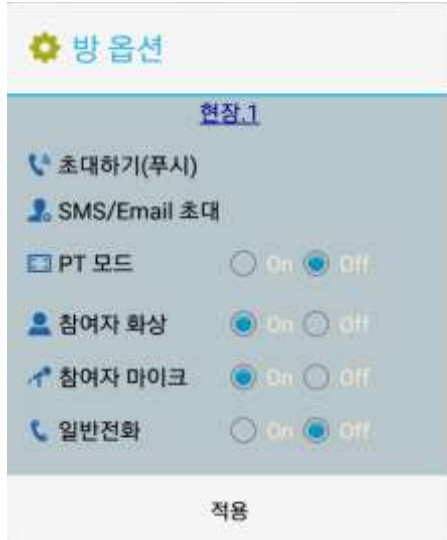 방 옵션
현장.1
초대하기(푸시)
SMS/Email 초대
PT 모드 On Off
참여자 화상 On Off
참여자 마이크 On Off
일반전화 On Off
적용